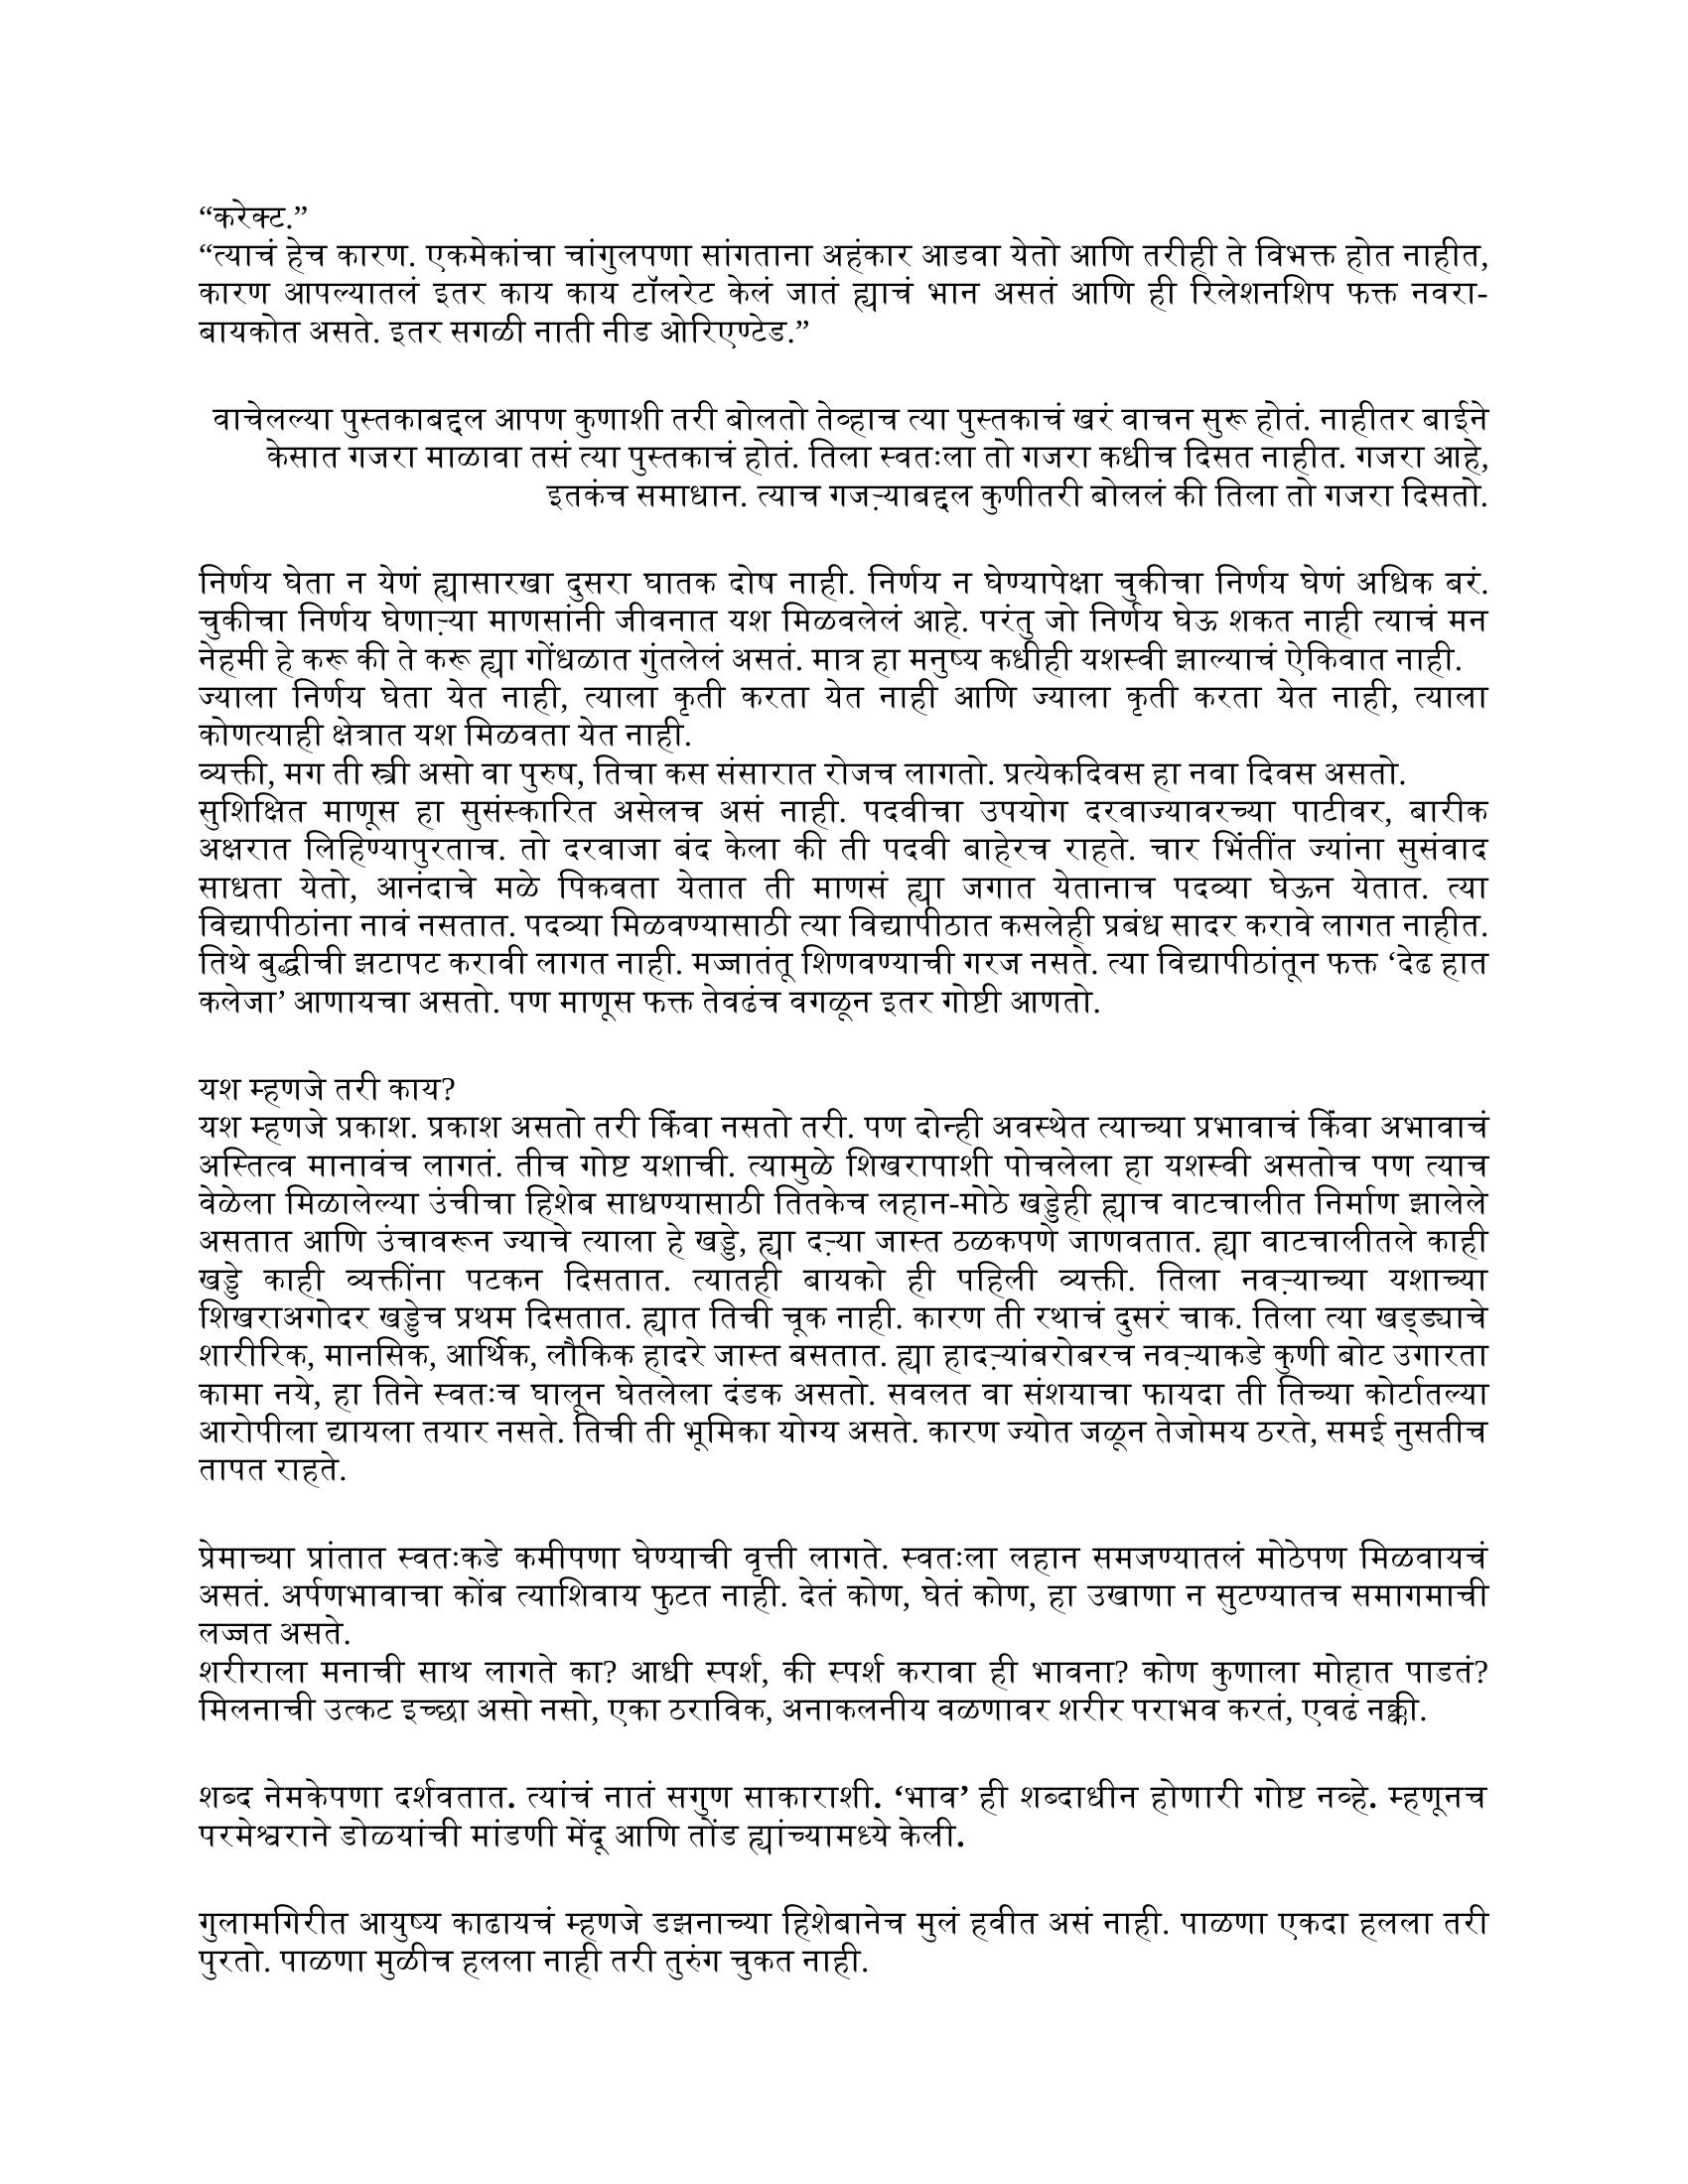 “करेक्ट.”
“त्याचं हेच कारण. एकमेकांचा चांगुलपणा सांगताना अहंकार आडवा येतो आणि तरीही ते विभक्त होत नाहीत,
कारण आपल्यातलं इतर काय काय टॉलरेट केलं जातं ह्याचं भान असतं आणि ही रिलेशनशिप फक्त नवरा-
बायकोत असते. इतर सगळी नाती नीड ओरिएण्टेड.”
वाचेलल्या पुस्तकाबद्दल आपण कुणाशी तरी बोलतो तेव्हाच त्या पुस्तकाचं खरं वाचन सुरू होतं. नाहीतर बाईने
केसात गजरा माळावा तसं त्या पुस्तकाचं होतं. तिला स्वतःला तो गजरा कधीच दिसत नाहीत. गजरा आहे,
इतकंच समाधान. त्याच गजऱ्याबद्दल कुणीतरी बोललं की तिला तो गजरा दिसतो.
निर्णय घेता न येणं ह्यासारखा दुसरा घातक दोष नाही. निर्णय न घेण्यापेक्षा चुकीचा निर्णय घेणं अधिक बरं.
चुकीचा निर्णय घेणाऱ्या माणसांनी जीवनात यश मिळवलेलं आहे. परंतु जो निर्णय घेऊ शकत नाही त्याचं मन
नेहमी हे करू की ते करू ह्या गोंधळात गुंतलेलं असतं. मात्र हा मनुष्य कधीही यशस्वी झाल्याचं ऐकिवात नाही.
ज्याला निर्णय घेता येत नाही, त्याला कृती करता येत नाही आणि ज्याला कृती करता येत नाही, त्याला
कोणत्याही क्षेत्रात यश मिळवता येत नाही.
व्यक्ती, मग ती स्त्री असो वा पुरुष, तिचा कस संसारात रोजच लागतो. प्रत्येकदिवस हा नवा दिवस असतो.
सुशिक्षित माणूस हा सुसंस्कारित असेलच असं नाही. पदवीचा उपयोग दरवाज्यावरच्या पाटीवर, बारीक
अक्षरात लिहिण्यापुरताच. तो दरवाजा बंद केला की ती पदवी बाहेरच राहते. चार भिंतींत ज्यांना सुसंवाद
साधता येतो, आनंदाचे मळे पिकवता येतात ती माणसं ह्या जगात येतानाच पदव्या घेऊन येतात. त्या
विद्यापीठांना नावं नसतात. पदव्या मिळवण्यासाठी त्या विद्यापीठात कसलेही प्रबंध सादर करावे लागत नाहीत.
तिथे बुद्धीची झटापट करावी लागत नाही. मज्जातंतू शिणवण्याची गरज नसते. त्या विद्यापीठांतून फक्त ‘देढ हात
कलेजा’ आणायचा असतो. पण माणूस फक्त तेवढंच वगळून इतर गोष्टी आणतो.
यश म्हणजे तरी काय?
यश म्हणजे प्रकाश. प्रकाश असतो तरी किंवा नसतो तरी. पण दोन्ही अवस्थेत त्याच्या प्रभावाचं किंवा अभावाचं
अस्तित्व मानावंच लागतं. तीच गोष्ट यशाची. त्यामुळे शिखरापाशी पोचलेला हा यशस्वी असतोच पण त्याच
वेळेला मिळालेल्या उंचीचा हिशेब साधण्यासाठी तितकेच लहान-मोठे खड्डेही ह्याच वाटचालीत निर्माण झालेले
असतात आणि उंचावरून ज्याचे त्याला हे खड्डे, ह्या दऱ्या जास्त ठळकपणे जाणवतात. ह्या वाटचालीतले काही
खड्डे काही व्यक्तींना पटकन दिसतात. त्यातही बायको ही पहिली व्यक्ती. तिला नवऱ्याच्या यशाच्या
शिखराअगोदर खड्डेच प्रथम दिसतात. ह्यात तिची चूक नाही. कारण ती रथाचं दुसरं चाक. तिला त्या खड्ड्याचे
शारीरिक, मानसिक, आर्थिक, लौकिक हादरे जास्त बसतात. ह्या हादऱ्यांबरोबरच नवऱ्याकडे कुणी बोट उगारता
कामा नये, हा तिने स्वतःच घालून घेतलेला दंडक असतो. सवलत वा संशयाचा फायदा ती तिच्या कोर्टातल्या
आरोपीला द्यायला तयार नसते. तिची ती भूमिका योग्य असते. कारण ज्योत जळून तेजोमय ठरते, समई नुसतीच
तापत राहते.
प्रेमाच्या प्रांतात स्वतःकडे कमीपणा घेण्याची वृत्ती लागते. स्वतःला लहान समजण्यातलं मोठेपण मिळवायचं
असतं. अर्पणभावाचा कोंब त्याशिवाय फुटत नाही. देतं कोण, घेतं कोण, हा उखाणा न सुटण्यातच समागमाची
लज्जत असते.
शरीराला मनाची साथ लागते का? आधी स्पर्श, की स्पर्श करावा ही भावना? कोण कुणाला मोहात पाडतं?
मिलनाची उत्कट इच्छा असो नसो, एका ठराविक, अनाकलनीय वळणावर शरीर पराभव करतं, एवढं नक्की.
शब्द नेमकेपणा दर्शवतात. त्यांचं नातं सगुण साकाराशी. ‘भाव’ ही शब्दाधीन होणारी गोष्ट नव्हे. म्हणूनच
परमेश्वराने डोळ्यांची मांडणी मेंदू आणि तोंड ह्यांच्यामध्ये केली.
गुलामगिरीत आयुष्य काढायचं म्हणजे डझनाच्या हिशेबानेच मुलं हवीत असं नाही. पाळणा एकदा हलला तरी
पुरतो. पाळणा मुळीच हलला नाही तरी तुरुंग चुकत नाही.